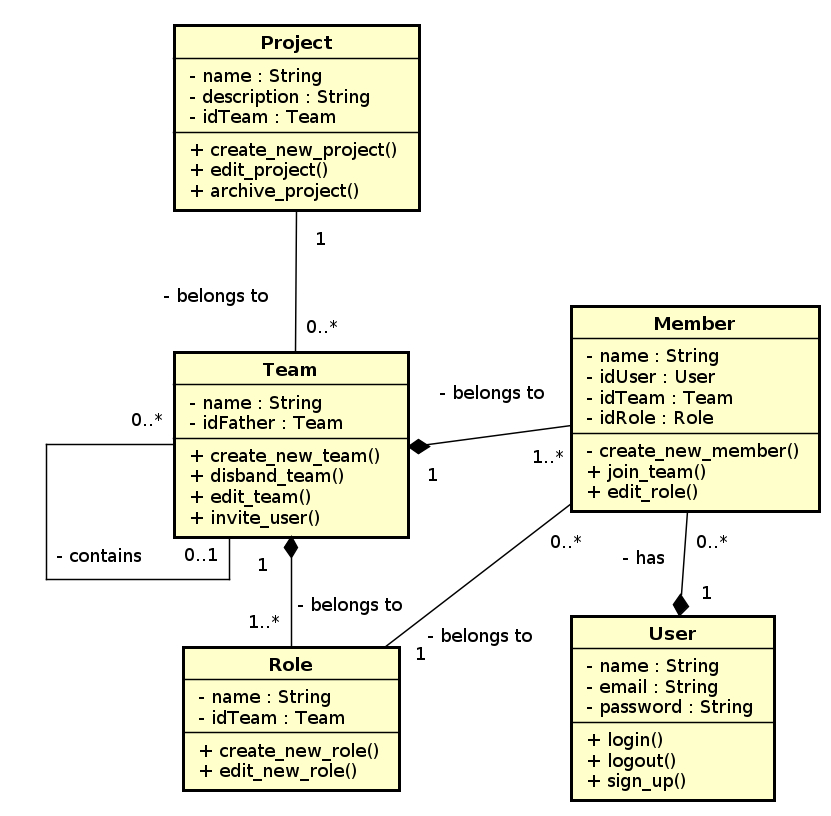 Project
- name : String
- description : String
- idTeam : Team
+ create_new_project()
+ edit_project()
+ archive_project()
1
- belongs to
0..*
Team
- name : String
- idFather : Team
+ create_new_team()
+ disband_team()
+ edit_team()
+ invite_user()
0..*
- contains
0..1
- belongs to
1
1..*
Member
- name : String
- idUser : User
- idTeam : Team
- idRole : Role
- create_new_member()
+ join_team()
+ edit_role()
1
- belongs to
1..*
0..*
- belongs to
1
0..*
- has
1
Role
- name : String
- idTeam : Team
+ create_new_role()
+ edit_new_role()
User
- name : String
- email : String
- password : String
+ login()
+ logout()
+ sign_up()